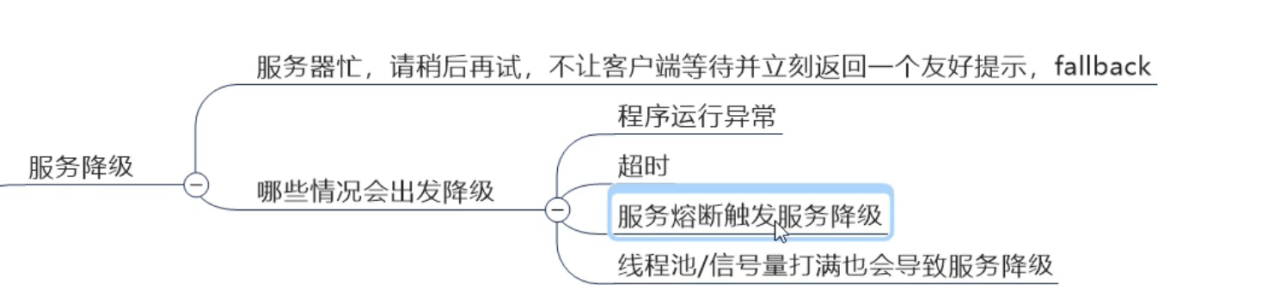 服务器忙，请稍后再试，不让客户端等待并立刻返回一个友好提示，fallback
程序运行异常
服务降级
超时
哪些情况会出发降级
服务熔断触发服务降级
线程池/信号量打满也会导致服务降级